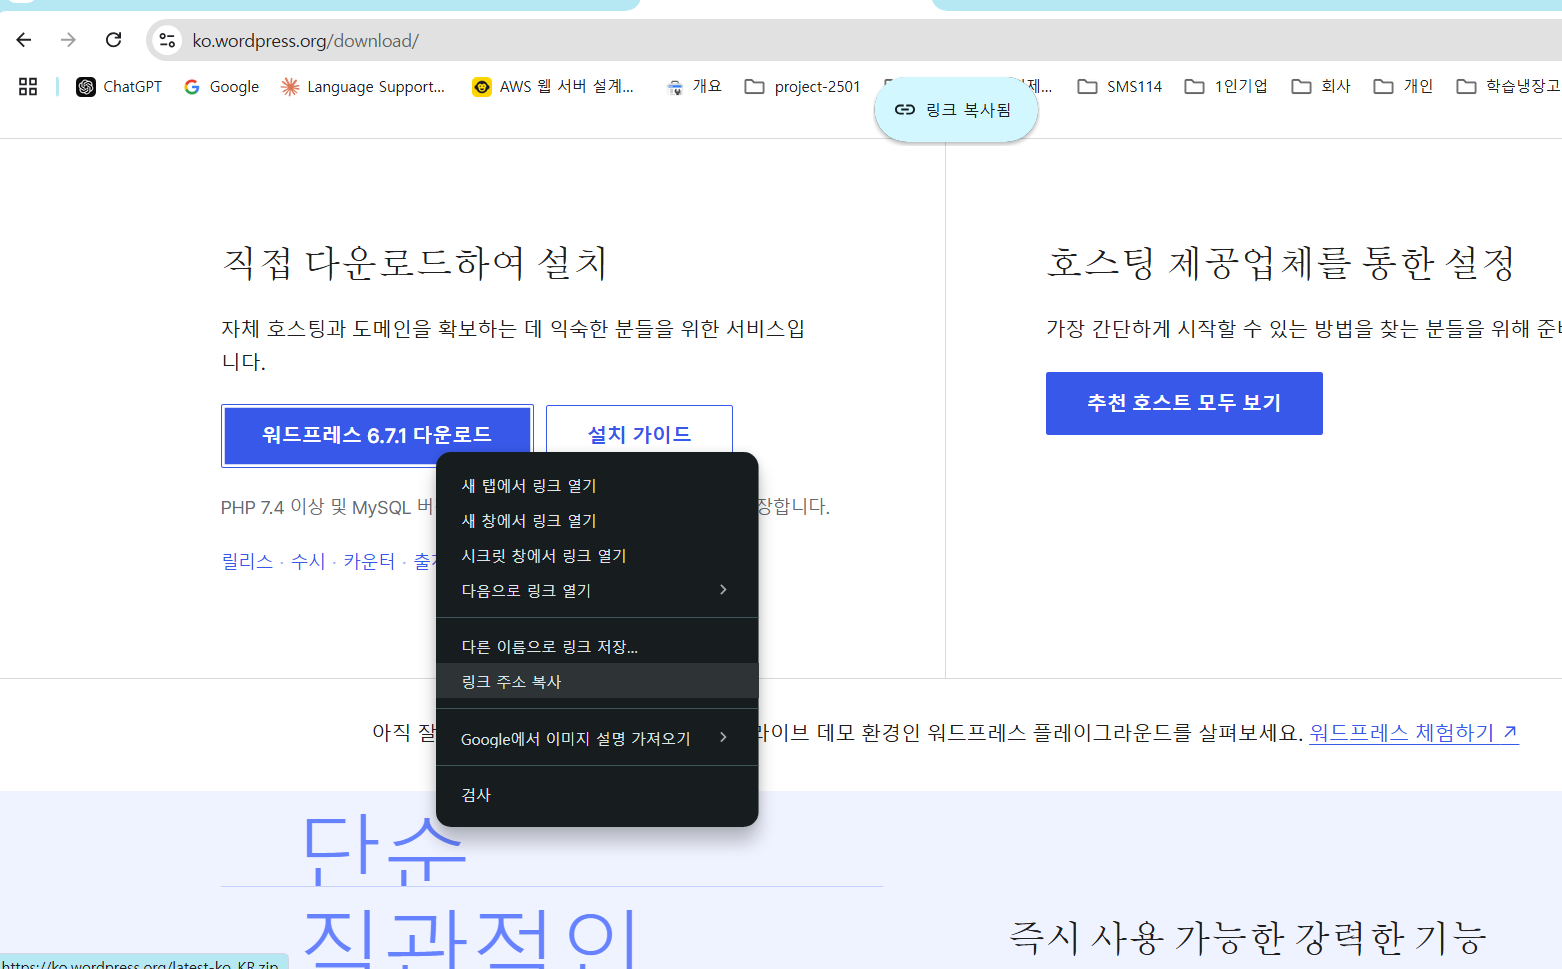 ko.wordpress.org/download/
ChatGPT
Google
Language Support...
AWS 웹 서버 설계...
개요
project-2501
SMS114
1인기업
회사
개인
학습냉장고
링크 복사됨
직접 다운로드하여 설치
자체 호스팅과 도메인을 확보하는 데 익숙한 분들을 위한 서비스입
니다.
워드프레스 6.7.1 다운로드
설치 가이드
PHP 7.4 이상 및 MySQL
장합니다.
릴리스 · 수시 · 카운터 ·
새 탭에서 링크 열기
새 창에서 링크 열기
시크릿 창에서 링크 열기
다음으로 링크 열기
다른 이름으로 링크 저장...
링크 주소 복사
Google에서 이미지 설명 가져오기
검사
호스팅 제공업체를 통한 설정
가장 간단하게 시작할 수 있는 방법을 찾는 분들을 위해
추천 호스트 모두 보기
아직
데모 환경인 워드프레스 플레이그라운드를 살펴보세요. 워드프레스 체험하기 ↗
단순
직관적인
즉시 사용 가능한 강력한 기능
https://ko.wordpress.org/latest-ko_KR.zip